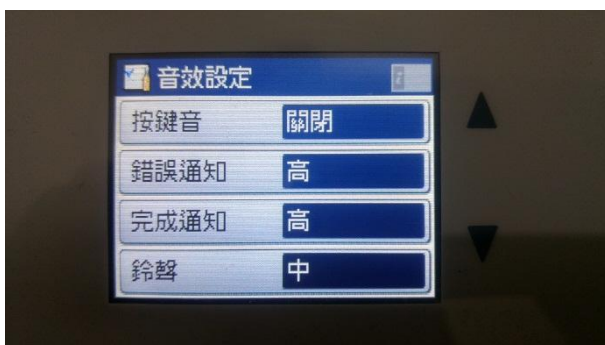 音效設定
按鍵音 關閉
錯誤通知 高
完成通知 高
鈴聲 中